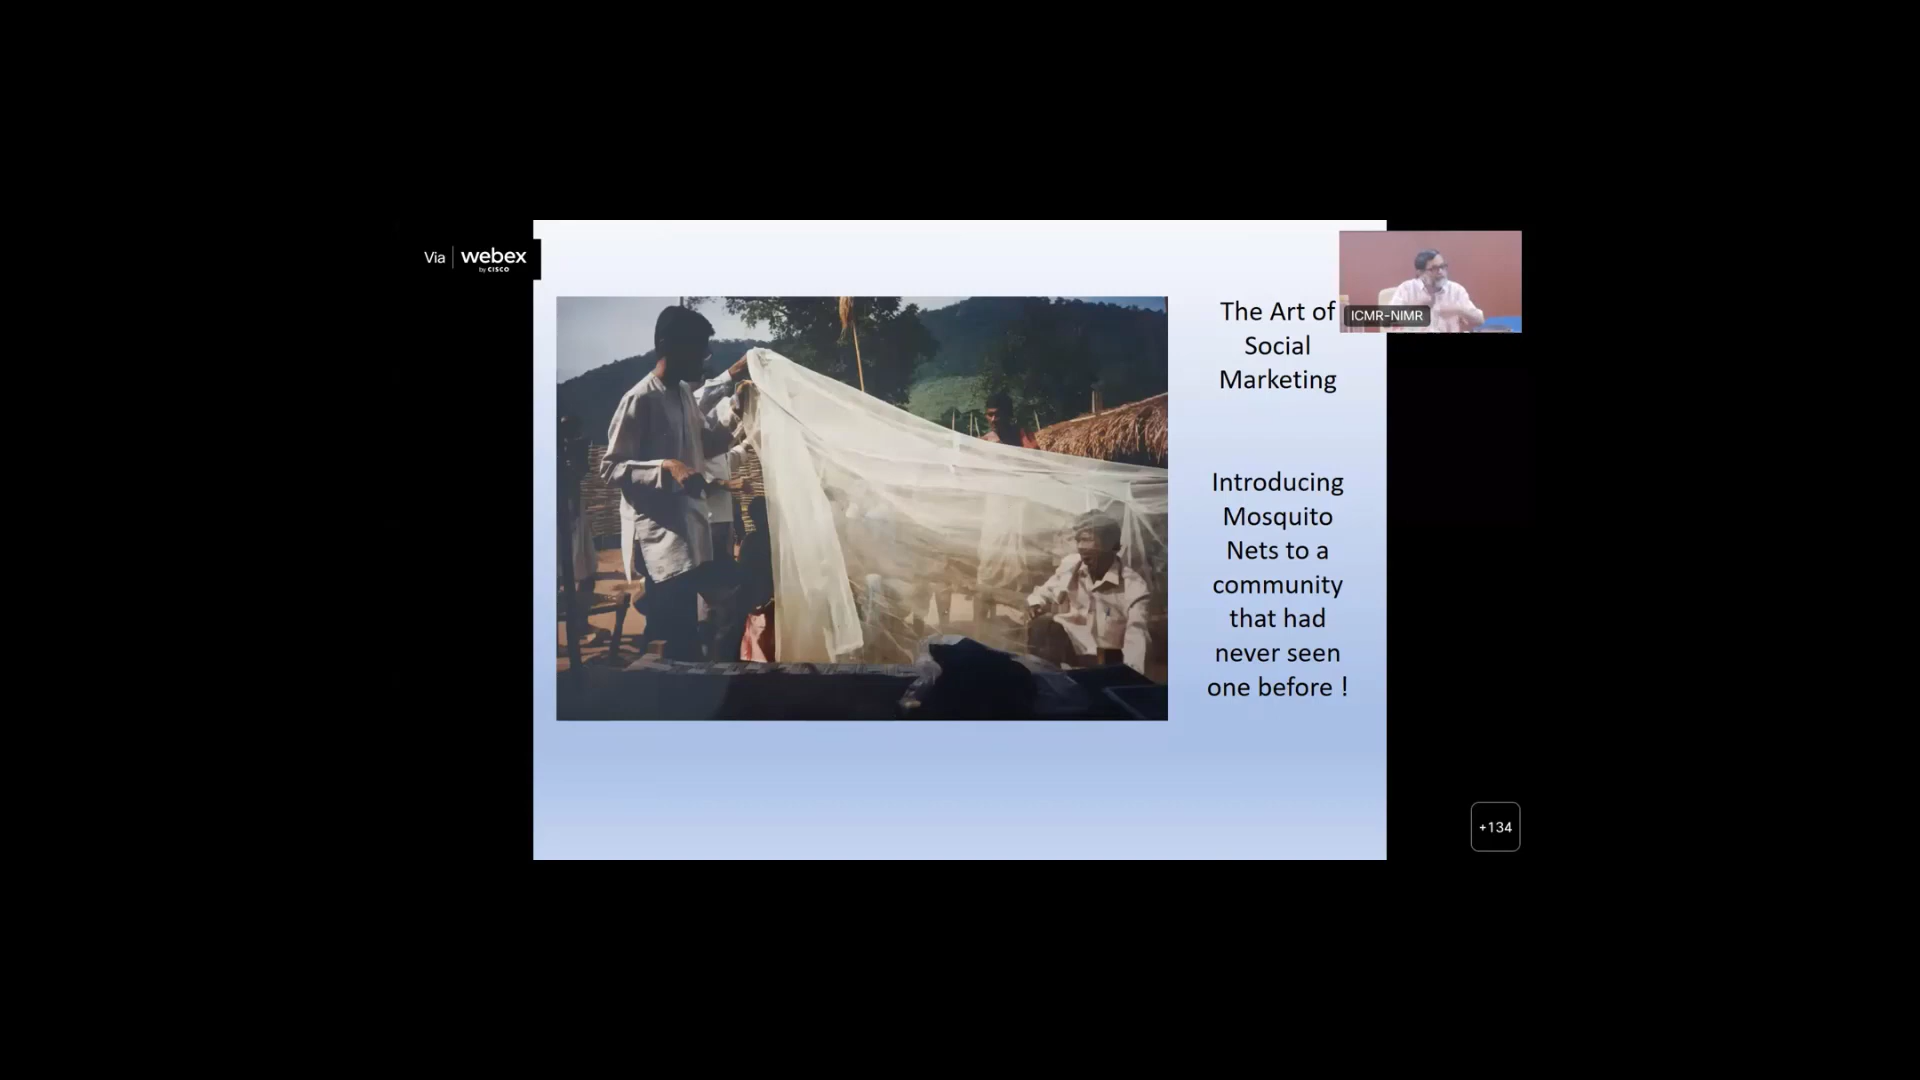 Via webex
by CISCO
The Art of
Social
Marketing
ICMR-NIMR
Introducing
Mosquito
Nets to a
community
that had
never seen
one before !
+134